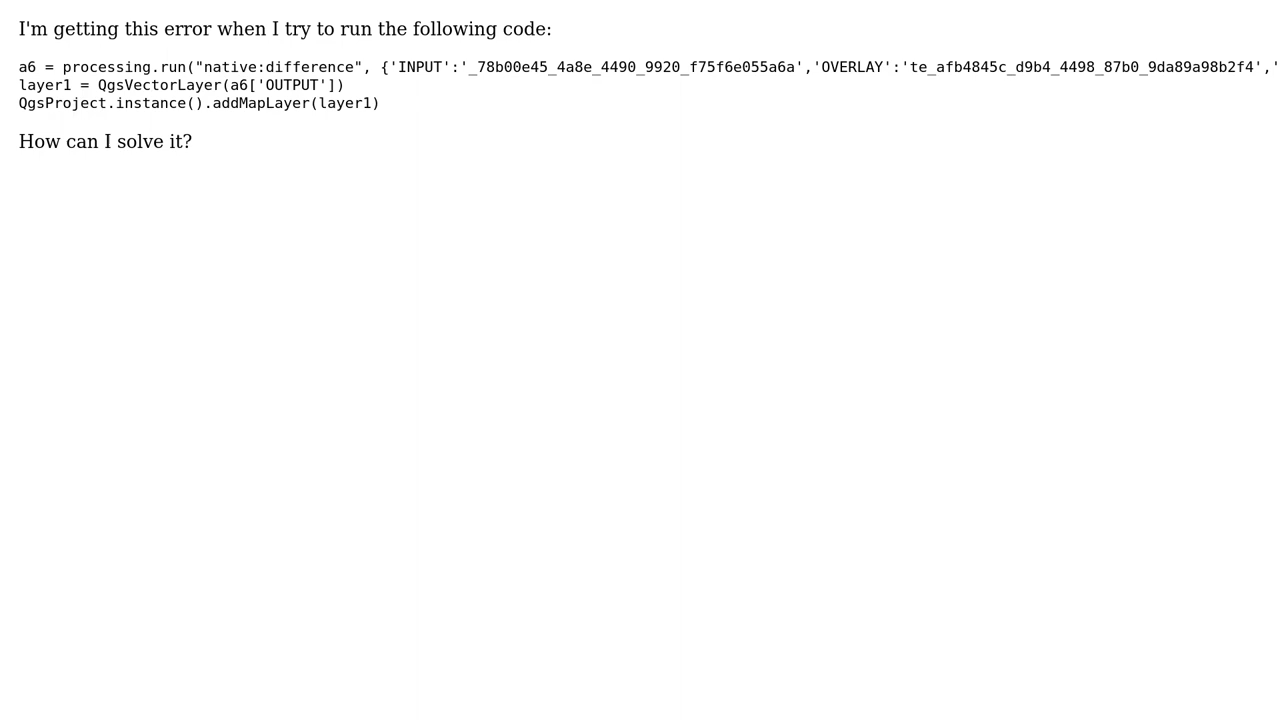 I'm getting this error when I try to run the following code:
a6 = processing.run("native:difference", {'INPUT':'_78b00e45_4a8e_4490_9920_f75f6e055a6a','OVERLAY':'te_afb4845c_d9b4_4498_87b0_9da89a98b2f4','
layer1 = QgsVectorLayer(a6['OUTPUT'])
QgsProject.instance().addMapLayer(layer1)
How can I solve it?